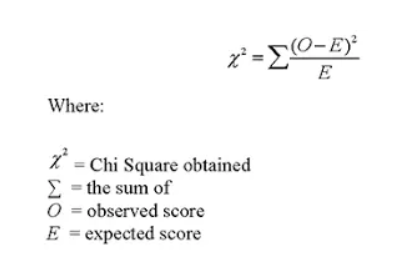 χ² = ∑(O−E)²/E
Where:
χ² = Chi Square obtained
∑ = the sum of
O = observed score
E = expected score